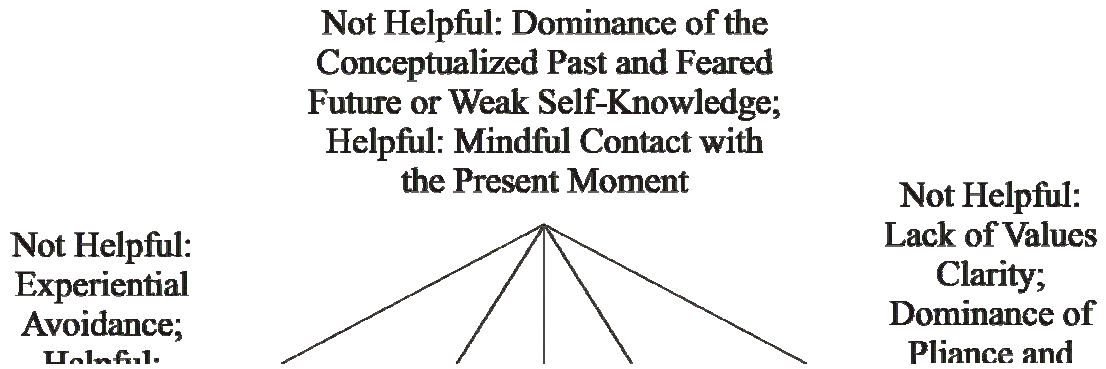 Not Helpful: Dominance of the
Conceptualized Past and Feared
Future or Weak Self-Knowledge;
Helpful: Mindful Contact with
the Present Moment
Not Helpful:
Experiential
Avoidance;
Helpful:
Not Helpful:
Lack of Values
Clarity;
Dominance of
Pliance and